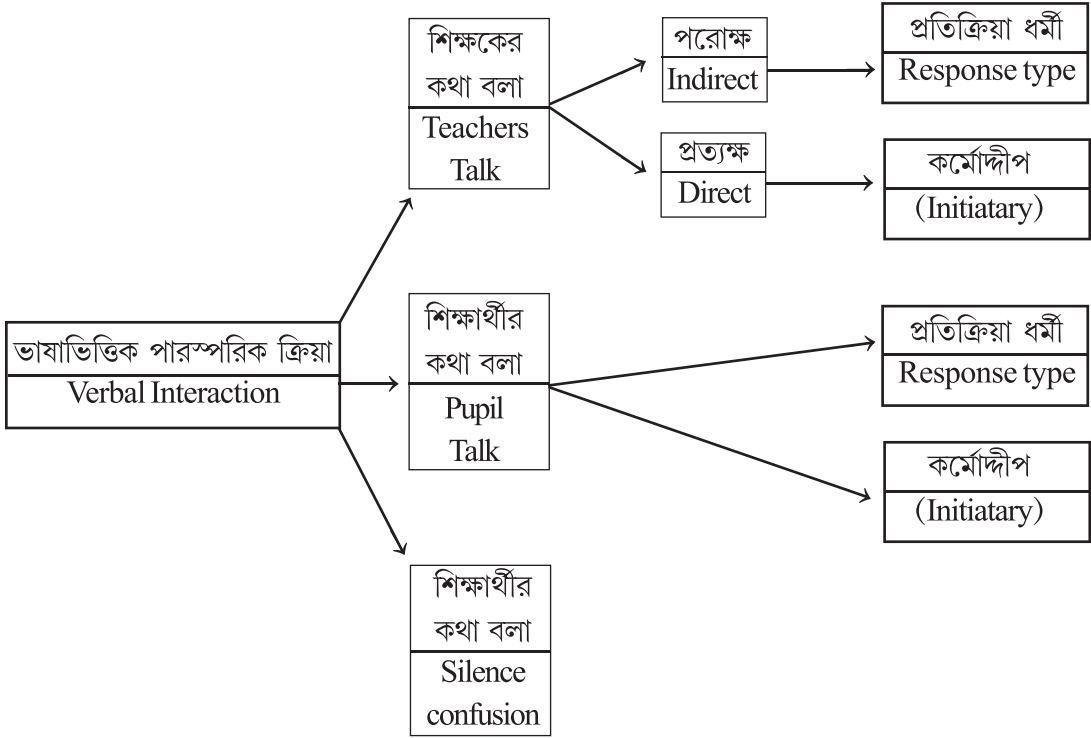 শিক্ষকের
কথা বলা
Teachers
Talk
পরোক্ষ
Indirect
প্রতিক্রিয়া ধর্মী
Response type
প্রত্যক্ষ
Direct
কর্মোদ্দীপ
(Initiatary)
ভাষাভিত্তিক পারস্পরিক ক্রিয়া
Verbal Interaction
শিক্ষার্থীর
কথা বলা
Pupil
Talk
প্রতিক্রিয়া ধর্মী
Response type
কর্মোদ্দীপ
(Initiatary)
শিক্ষার্থীর
কথা বলা
Silence
confusion